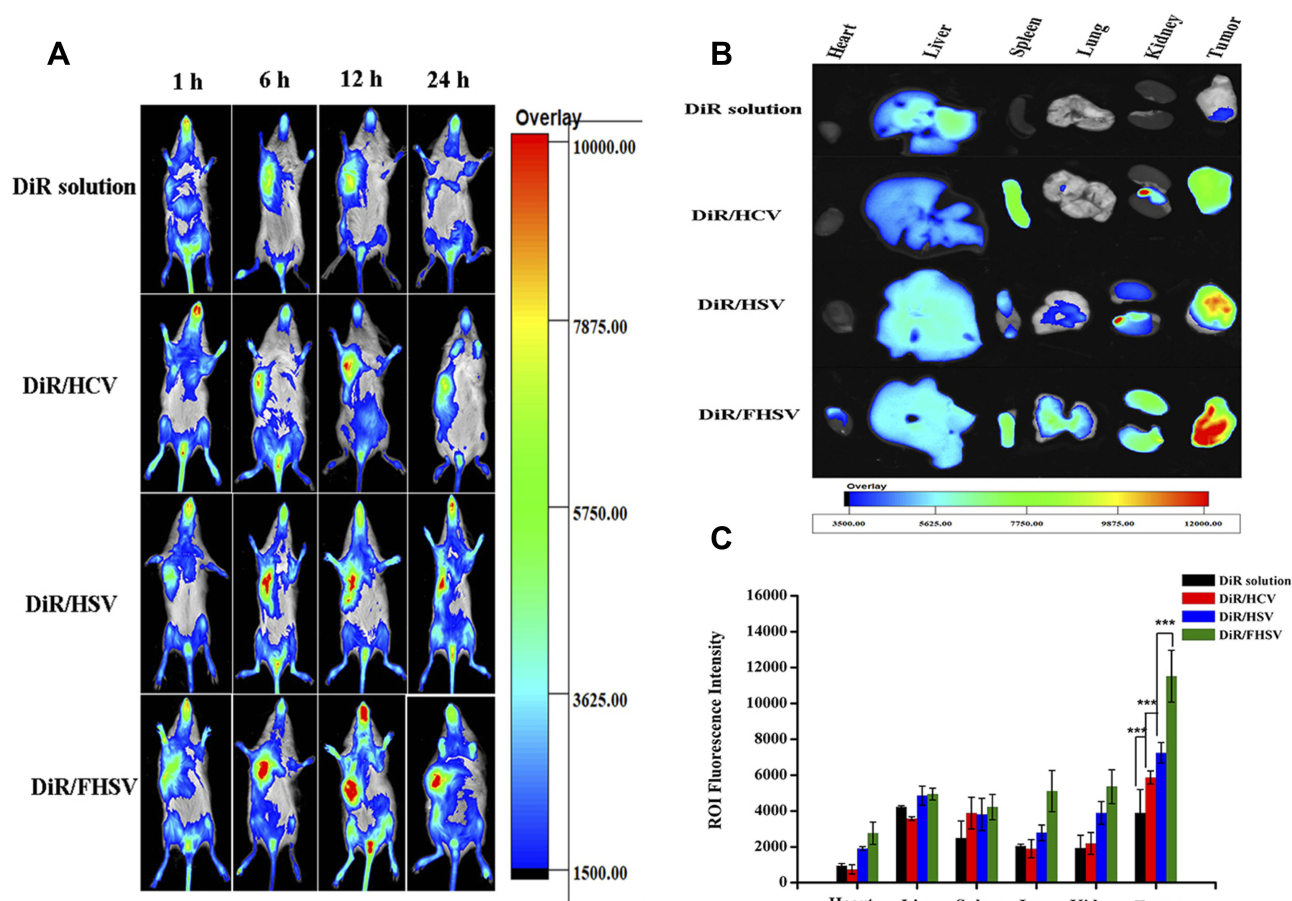 A
1 h 6 h 12 h 24 h
DiR solution
DiR/HCV
DiR/HSV
DiR/FHSV
Overlay
10000.00
7875.00
5750.00
3625.00
1500.00
B
Heart Liver Spleen Lung Kidney Tumor
DiR solution
DiR/HCV
DiR/HSV
DiR/FHSV
Overlay
3500.00 5625.00 7750.00 9875.00 12000.00
C
DiR solution
DiR/HCV
DiR/HSV
DiR/FHSV
ROI Fluorescence Intensity
16000
14000
12000
10000
8000
6000
4000
2000
0
***
***
***
Heart